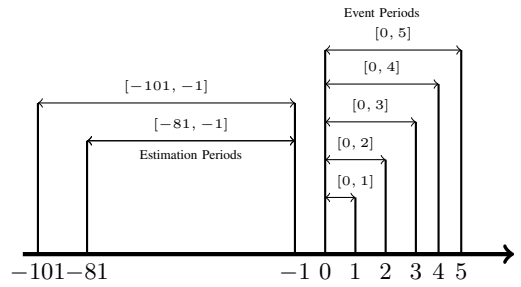 Event Periods
[0, 5]
[0, 4]
[−101, −1]
[0, 3]
[−81, −1]
Estimation Periods
[0, 2]
[0, 1]
−101 −81 −1 0 1 2 3 4 5